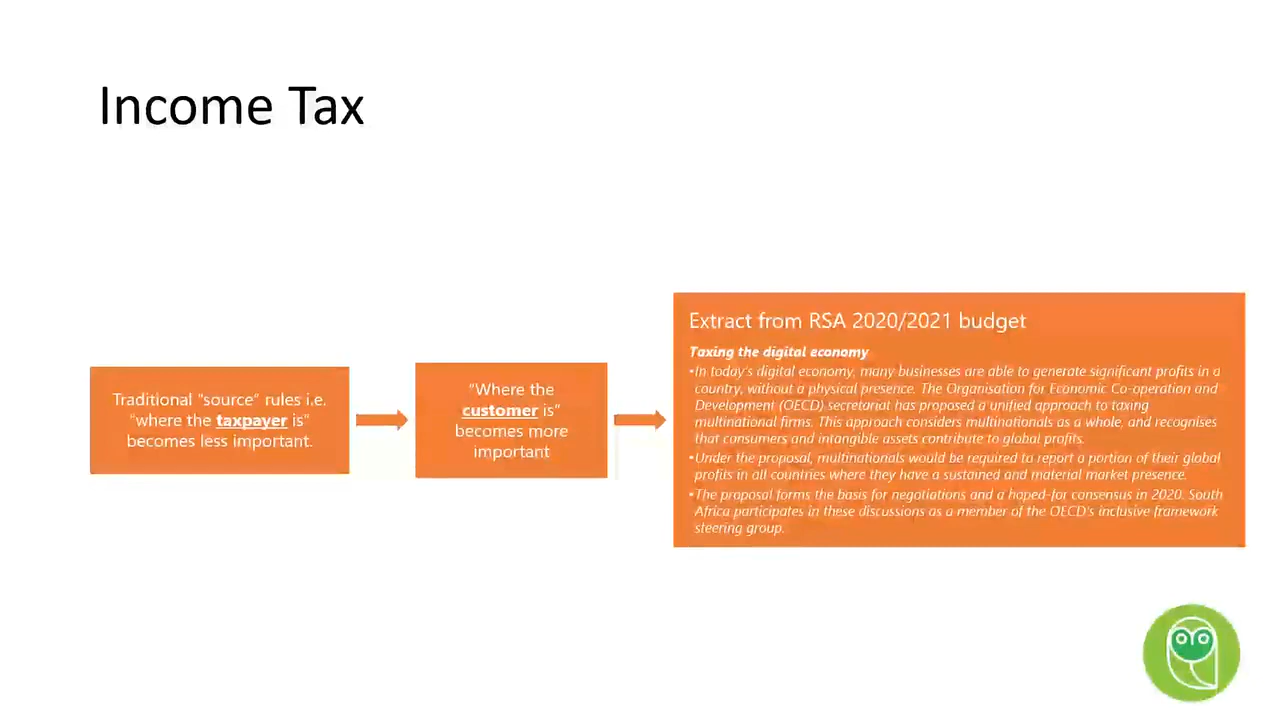 Income Tax
Traditional “source” rules i.e.
“where the taxpayer is”
becomes less important.
“Where the
customer is”
becomes more
important
Extract from RSA 2020/2021 budget
Taxing the digital economy
•In today's digital economy, many businesses are able to generate significant profits in a
country, without a physical presence. The Organisation for Economic Co-operation and
Development (OECD) secretariat has proposed a unified approach to taxing
multinational firms. This approach considers multinationals as a whole, and recognises
that consumers and intangible assets contribute to global profits.
•Under the proposal, multinationals would be required to report a portion of their global
profits in all countries where they have a sustained and material market presence.
•The proposal forms the basis for negotiations and a hoped-for consensus in 2020. South
Africa participates in these discussions as a member of the OECD's inclusive framework
steering group.